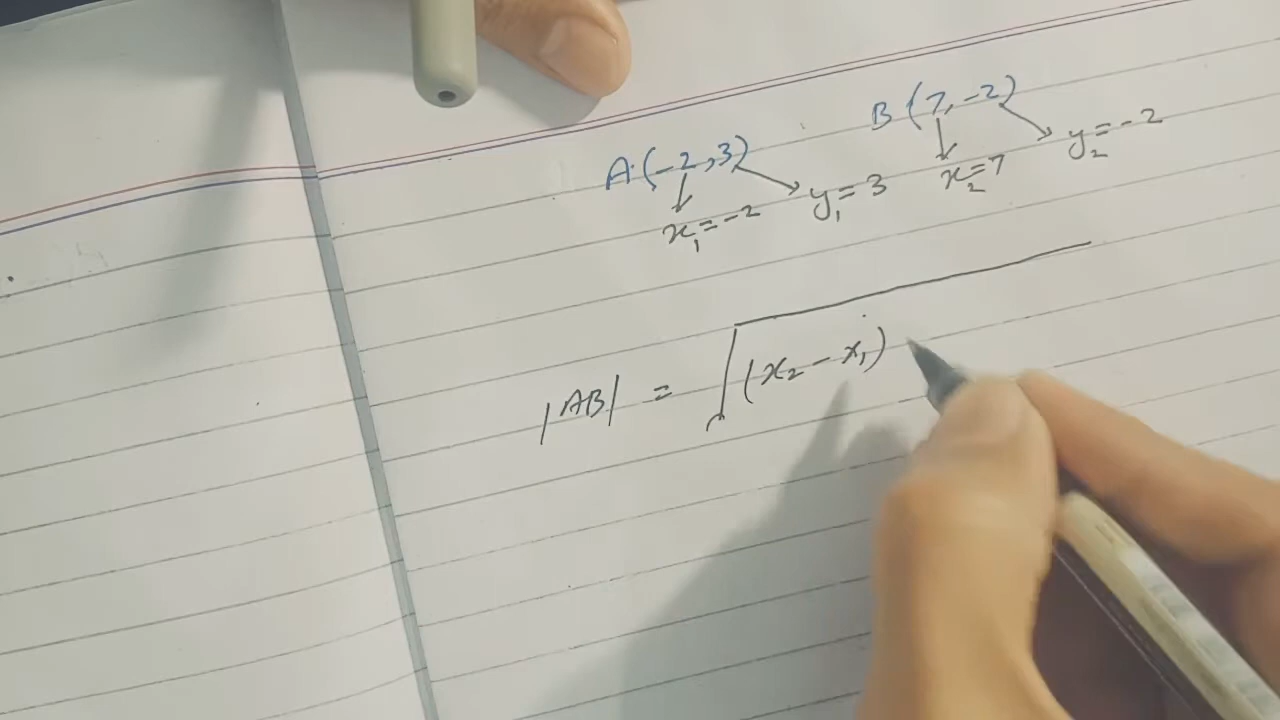 A (-2, 3) B (7, -2)
x₁ = -2 y₁ = 3 x₂ = 7 y₂ = -2
|AB| = √(x₂ - x₁)